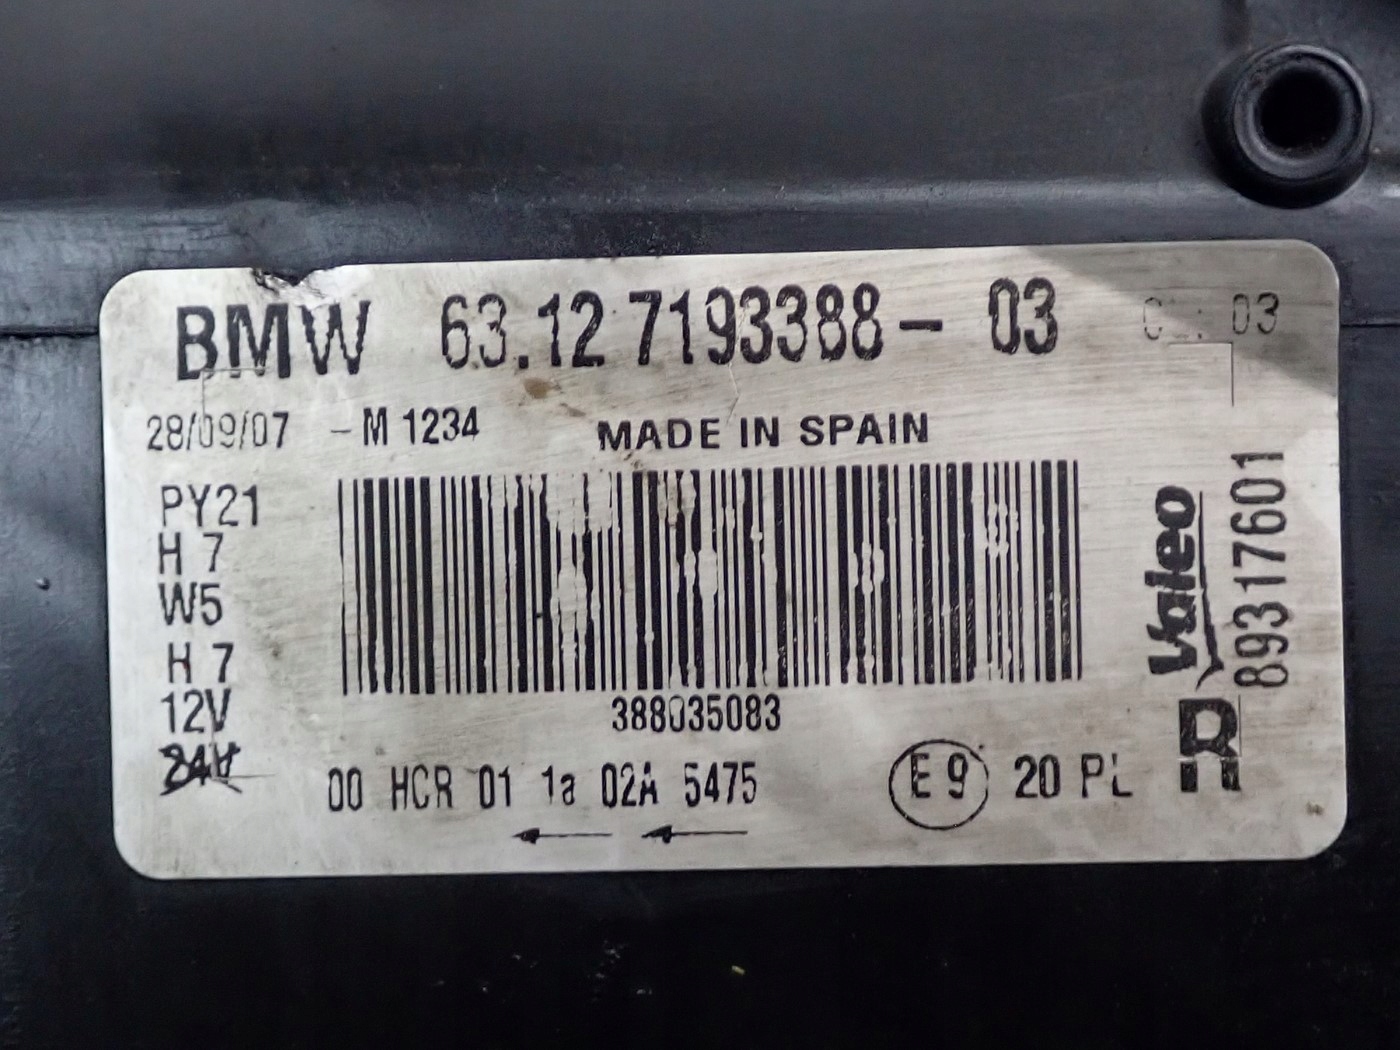 BMW 63.12 7193388 - 03
03
28/09/07 - M 1234 MADE IN SPAIN
PY21
H 7
W5
H 7
12V
24V
388035083
00 HCR 01 1a 02A 5475
E 9 20 PL
Valeo
89317601
R